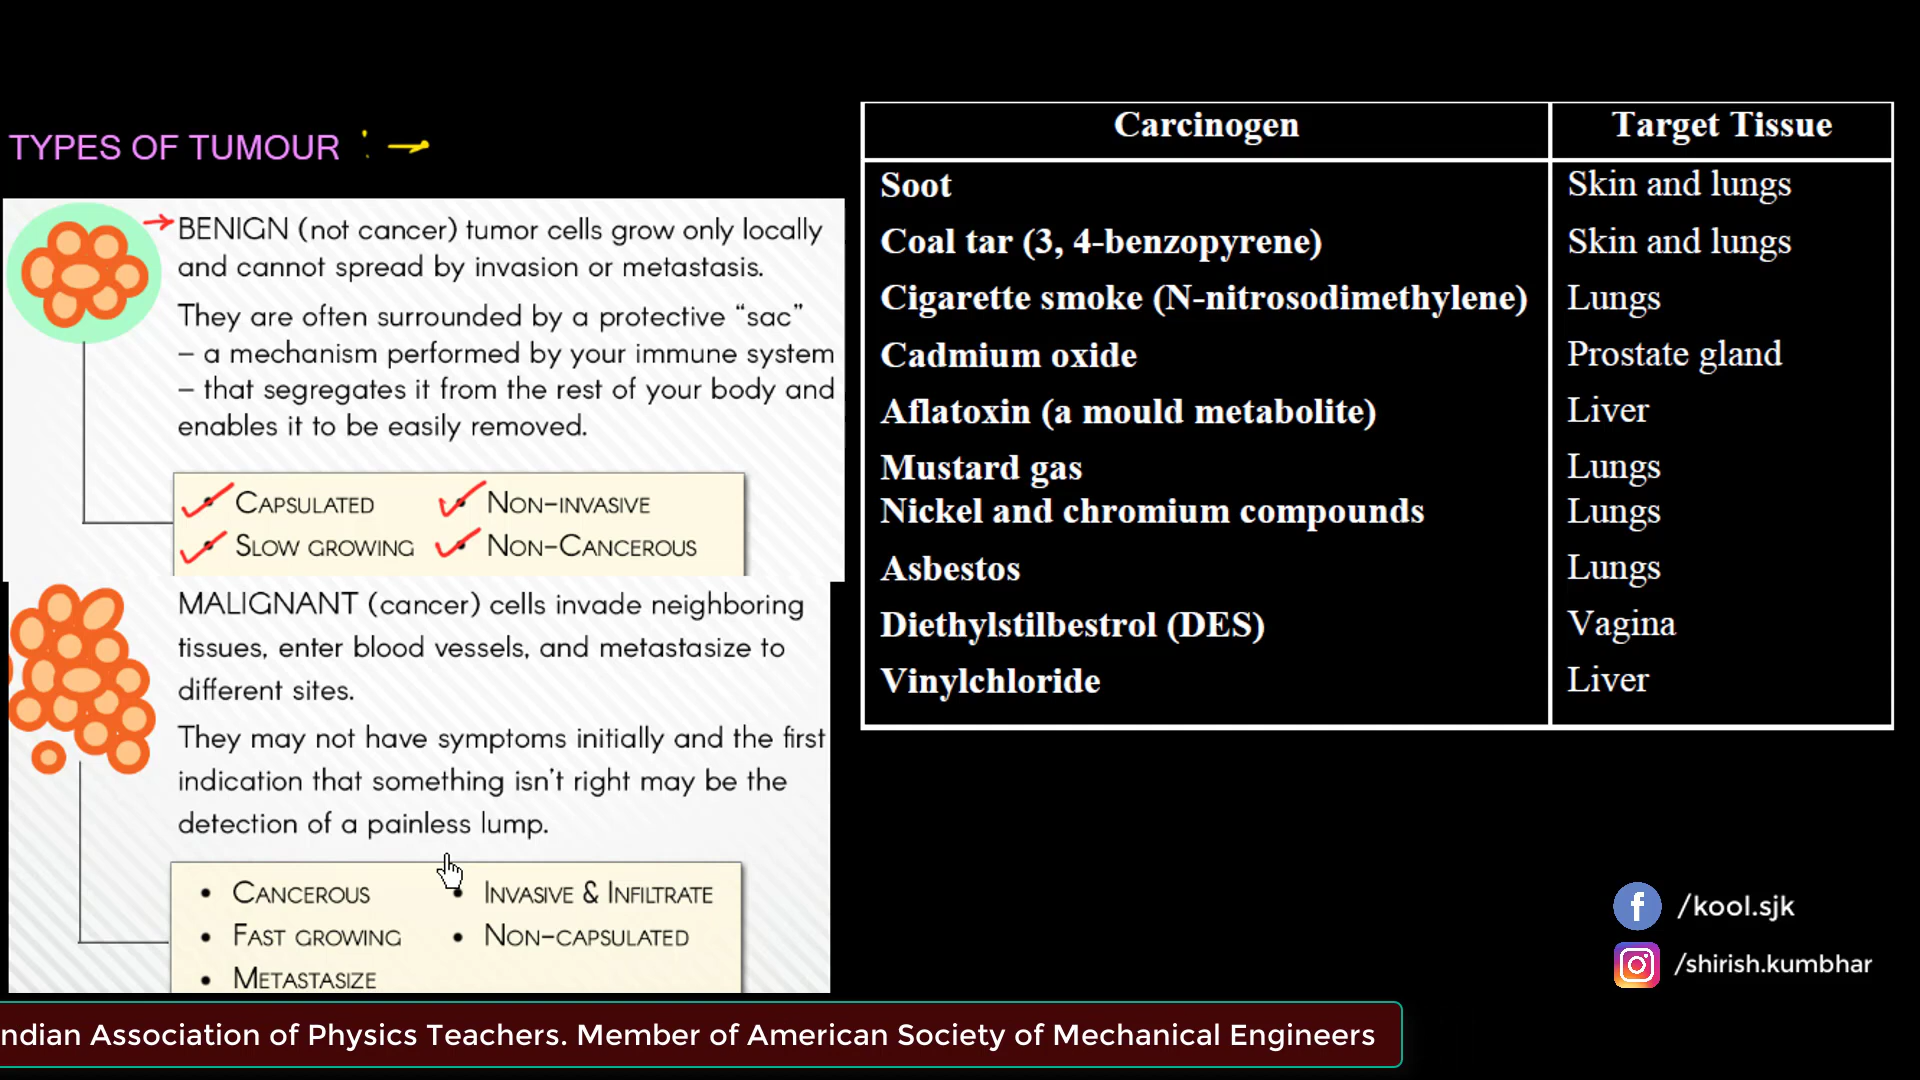 TYPES OF TUMOUR
BENIGN (not cancer) tumor cells grow only locally
and cannot spread by invasion or metastasis.
They are often surrounded by a protective “sac”
– a mechanism performed by your immune system
– that segregates it from the rest of your body and
enables it to be easily removed.
• CAPSULATED • NON-INVASIVE
• SLOW GROWING • NON-CANCEROUS
MALIGNANT (cancer) cells invade neighboring
tissues, enter blood vessels, and metastasize to
different sites.
They may not have symptoms initially and the first
indication that something isn't right may be the
detection of a painless lump.
• CANCEROUS • INVASIVE & INFILTRATE
• FAST GROWING • NON-CAPSULATED
• METASTASIZE
Carcinogen Target Tissue
Soot Skin and lungs
Coal tar (3, 4-benzopyrene) Skin and lungs
Cigarette smoke (N-nitrosodimethylene) Lungs
Cadmium oxide Prostate gland
Aflatoxin (a mould metabolite) Liver
Mustard gas Lungs
Nickel and chromium compounds Lungs
Asbestos Lungs
Diethylstilbestrol (DES) Vagina
Vinylchloride Liver
/kool.sjk
/shirish.kumbhar
ndian Association of Physics Teachers. Member of American Society of Mechanical Engineers